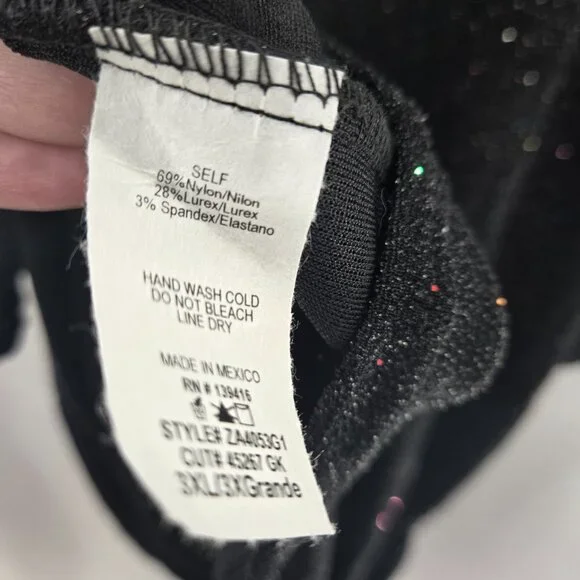 SELF
69%Nylon/Nilon
28%Lurex/Lurex
3% Spandex/Elastano
HAND WASH COLD
DO NOT BLEACH
LINE DRY
MADE IN MEXICO
RN # 139416
STYLE# ZA4053G1
CUT# 45267 GK
3XL/3XGrande